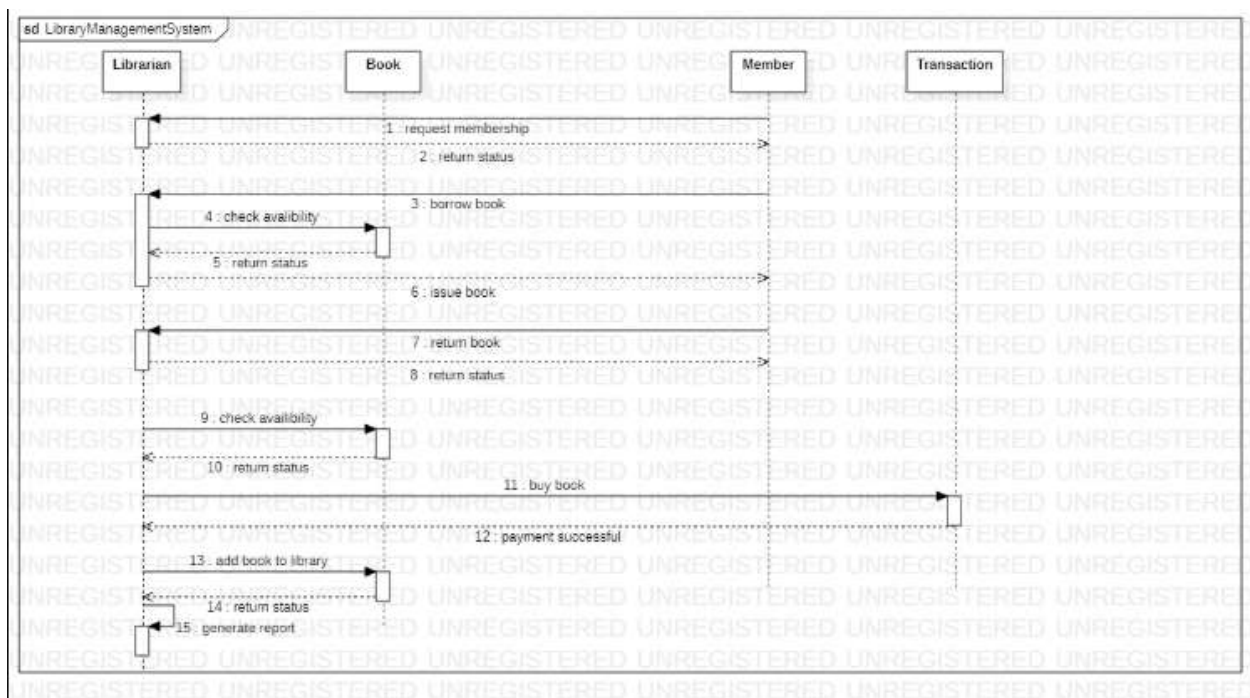 sd LibraryManagementSystem
Librarian
Book
Member
Transaction
1 : request membership
2 : return status
3 : borrow book
4 : check avalibility
5 : return status
6 : issue book
7 : return book
8 : return status
9 : check availibility
10 : return status
11 : buy book
12 : payment successful
13 : add book to library
14 : return status
15 : generate report